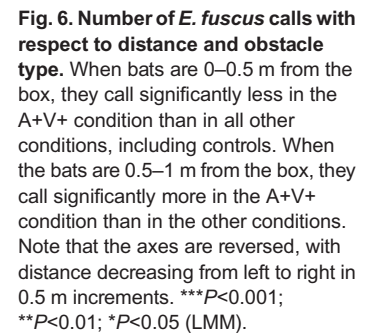 Fig. 6. Number of E. fuscus calls with
respect to distance and obstacle
type. When bats are 0–0.5 m from the
box, they call significantly less in the
A+V+ condition than in all other
conditions, including controls. When
the bats are 0.5–1 m from the box, they
call significantly more in the A+V+
condition than in the other conditions.
Note that the axes are reversed, with
distance decreasing from left to right in
0.5 m increments. ***P<0.001;
**P<0.01; *P<0.05 (LMM).